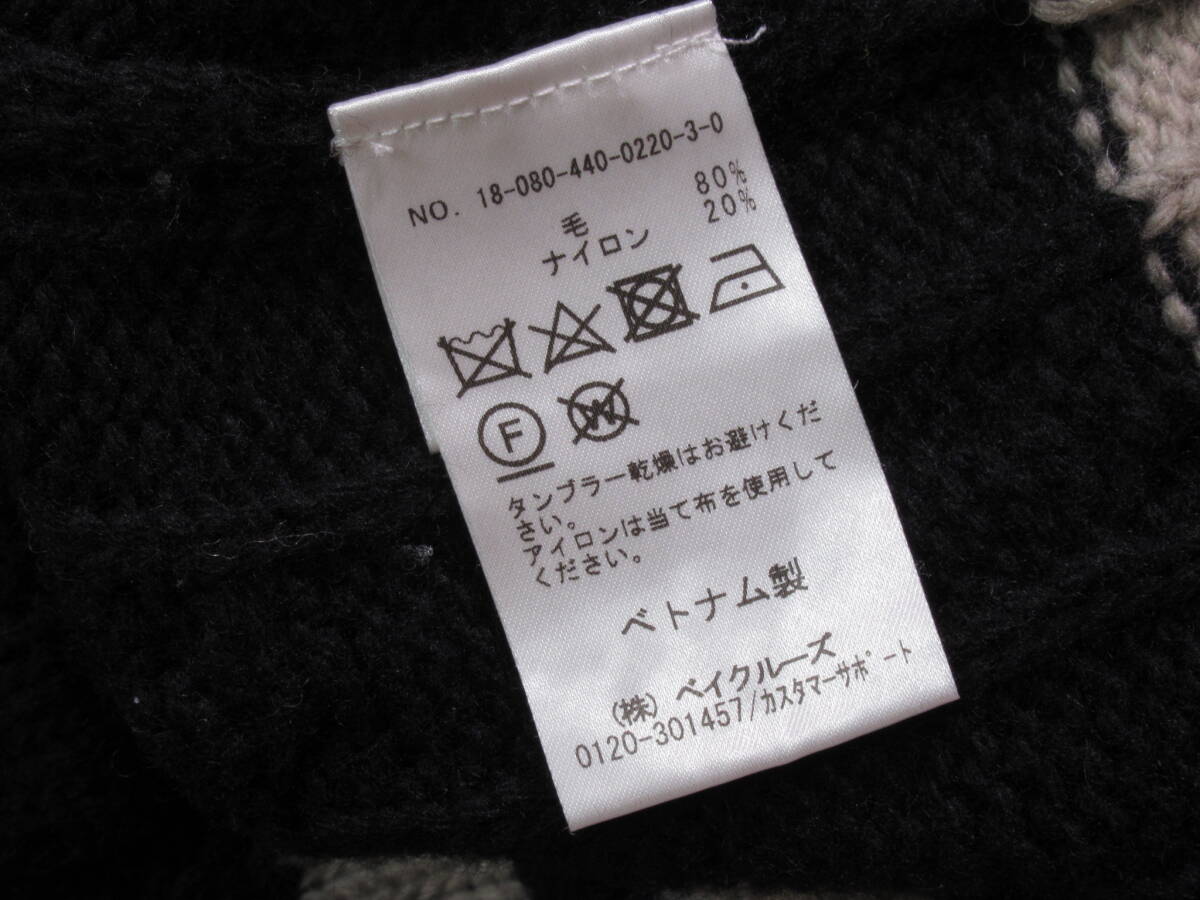 NO. 18-080-440-0220-3-0
毛 80%
ナイロン 20%
F W
タンブラー乾燥はお避けくだ
さい。
アイロンは当て布を使用して
ください。
ベトナム製
(株) ベイクルーズ
0120-301457/カスタマーサポート